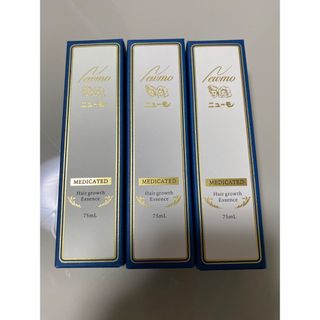 Newmo
ニューモ
MEDICATED
Hair growth
Essence
75mL
Newmo
ニューモ
MEDICATED
Hair growth
Essence
75mL
Newmo
ニューモ
MEDICATED
Hair growth
Essence
75mL